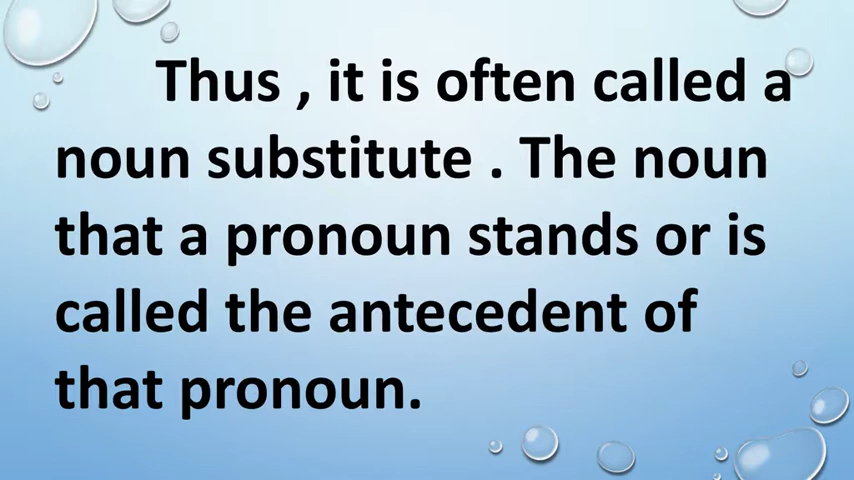 Thus , it is often called a
noun substitute . The noun
that a pronoun stands or is
called the antecedent of
that pronoun.